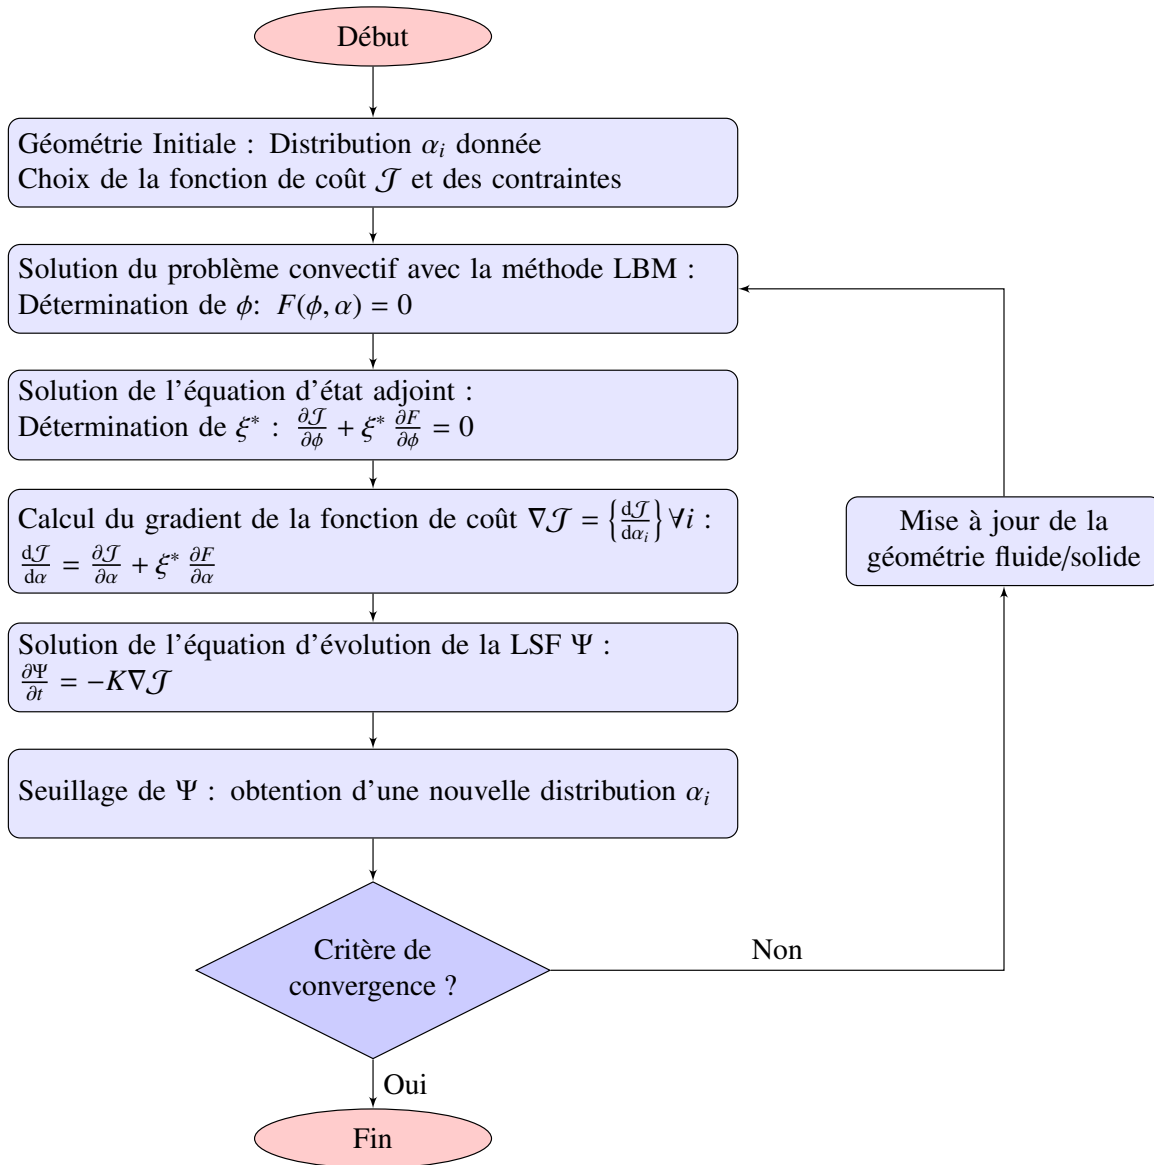 Début
Géométrie Initiale : Distribution αᵢ donnée
Choix de la fonction de coût 𝒥 et des contraintes
Solution du problème convectif avec la méthode LBM :
Détermination de ϕ: F(ϕ, α) = 0
Solution de l'équation d'état adjoint :
Détermination de ξ* : ∂𝒥/∂ϕ + ξ* ∂F/∂ϕ = 0
Calcul du gradient de la fonction de coût ∇𝒥 = {d𝒥/dαᵢ} ∀i :
d𝒥/dα = ∂𝒥/∂α + ξ* ∂F/∂α
Mise à jour de la
géométrie fluide/solide
Solution de l'équation d'évolution de la LSF Ψ :
∂Ψ/∂t = −K∇𝒥
Seuillage de Ψ : obtention d'une nouvelle distribution αᵢ
Critère de
convergence ?
Non
Oui
Fin